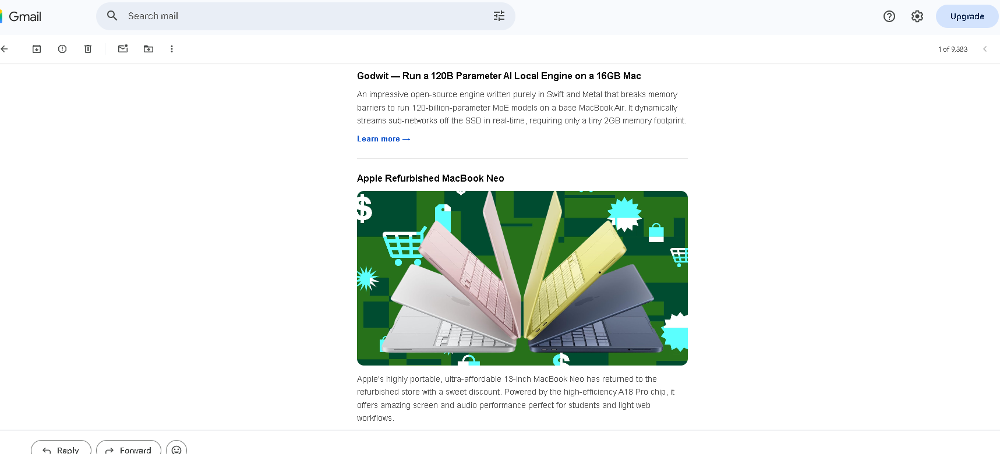 Gmail
Search mail
Upgrade
1 of 9,383
Godwit — Run a 120B Parameter AI Local Engine on a 16GB Mac
An impressive open-source engine written purely in Swift and Metal that breaks memory
barriers to run 120-billion-parameter MoE models on a base MacBook Air. It dynamically
streams sub-networks off the SSD in real-time, requiring only a tiny 2GB memory footprint.
Learn more →
Apple Refurbished MacBook Neo
$
$
Apple's highly portable, ultra-affordable 13-inch MacBook Neo has returned to the
refurbished store with a sweet discount. Powered by the high-efficiency A18 Pro chip, it
offers amazing screen and audio performance perfect for students and light web
workflows.
Reply
Forward